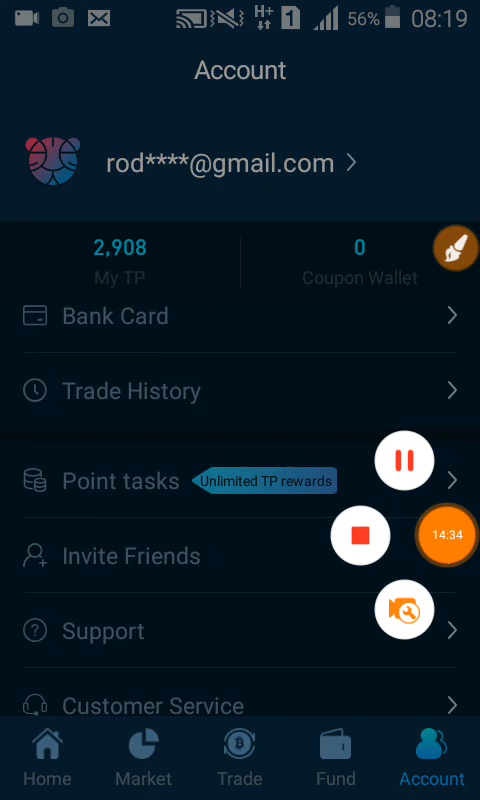 H+ 1 56% 08:19
Account
rod****@gmail.com
2,908 0
My TP Coupon Wallet
Bank Card
Trade History
Point tasks Unlimited TP rewards
Invite Friends
14:34
Support
Customer Service
Home Market Trade Fund Account